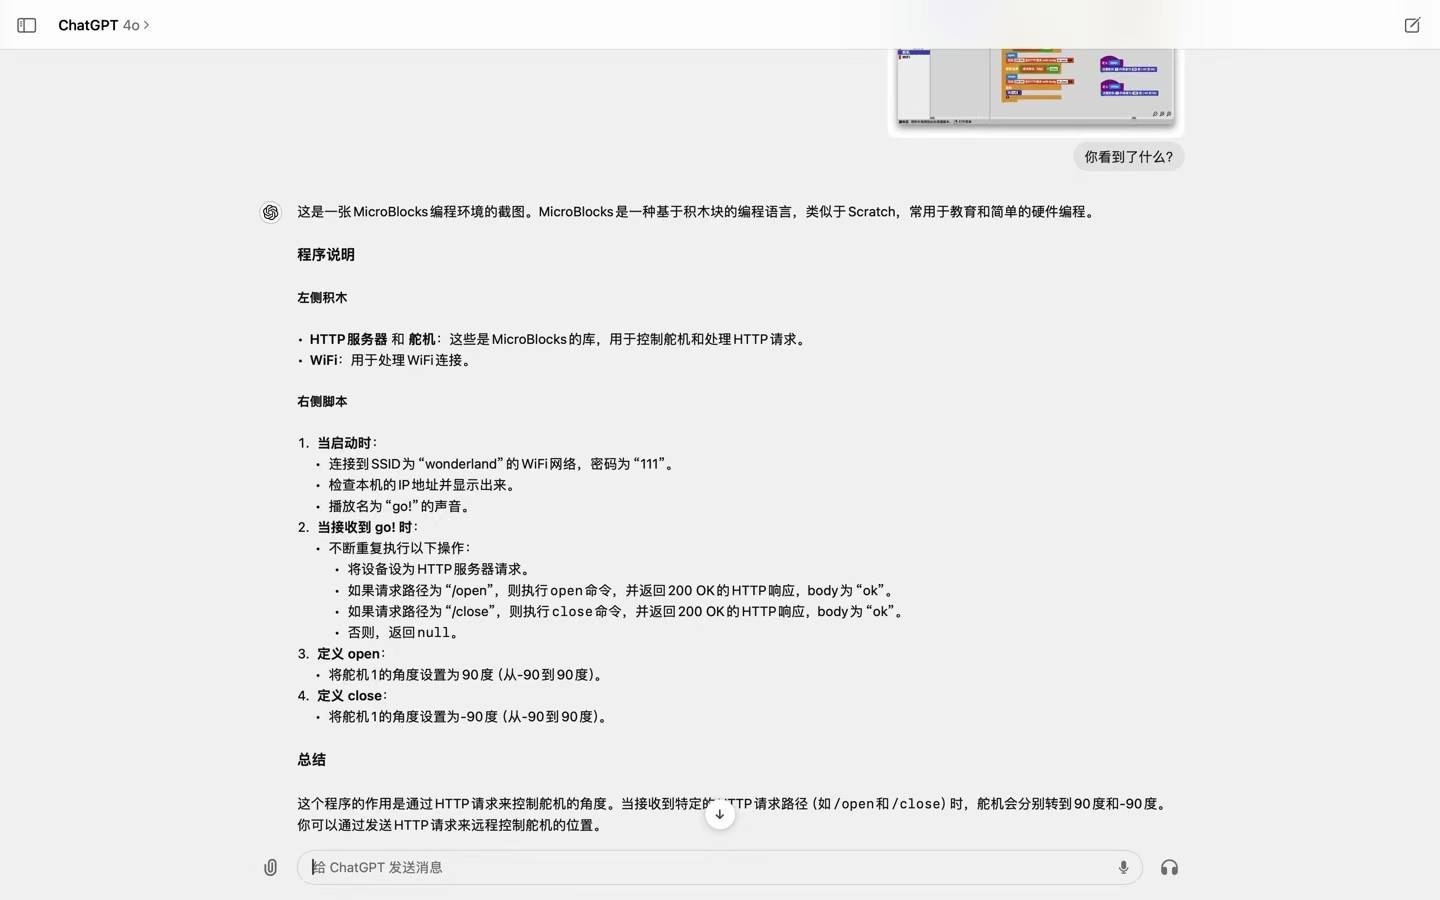 ChatGPT 4o >
WiFi
你看到了什么?
这是一张MicroBlocks编程环境的截图。MicroBlocks是一种基于积木块的编程语言，类似于Scratch，常用于教育和简单的硬件编程。
程序说明
左侧积木
• HTTP服务器 和 舵机：这些是MicroBlocks的库，用于控制舵机和处理HTTP请求。
• WiFi：用于处理WiFi连接。
右侧脚本
1. 当启动时：
• 连接到SSID为“wonderland”的WiFi网络，密码为“111”。
• 检查本机的IP地址并显示出来。
• 播放名为“go!”的声音。
2. 当接收到 go! 时：
• 不断重复执行以下操作：
• 将设备设为HTTP服务器请求。
• 如果请求路径为“/open”，则执行open命令，并返回200 OK的HTTP响应，body为“ok”。
• 如果请求路径为“/close”，则执行close命令，并返回200 OK的HTTP响应，body为“ok”。
• 否则，返回null。
3. 定义 open：
• 将舵机1的角度设置为90度（从-90到90度）。
4. 定义 close：
• 将舵机1的角度设置为-90度（从-90到90度）。
总结
这个程序的作用是通过HTTP请求来控制舵机的角度。当接收到特定的HTTP请求路径（如/open和/close）时，舵机会分别转到90度和-90度。
你可以通过发送HTTP请求来远程控制舵机的位置。
给 ChatGPT 发送消息